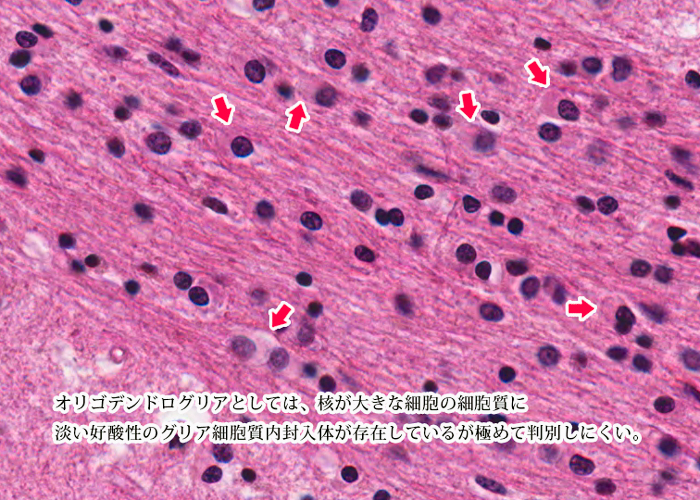 オリゴデンドログリアとしては、核が大きな細胞の細胞質に
淡い好酸性のグリア細胞質内封入体が存在しているが極めて判別しにくい。